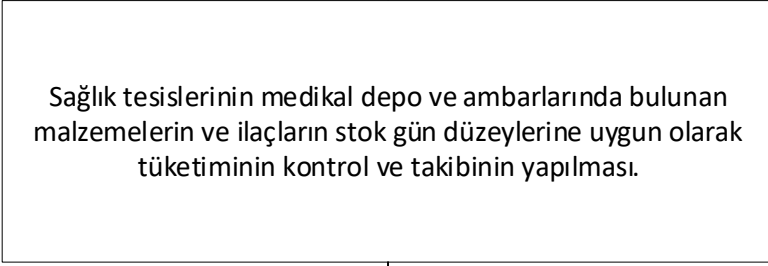 Sağlık tesislerinin medikal depo ve ambarlarında bulunan
malzemelerin ve ilaçların stok gün düzeylerine uygun olarak
tüketiminin kontrol ve takibinin yapılması.